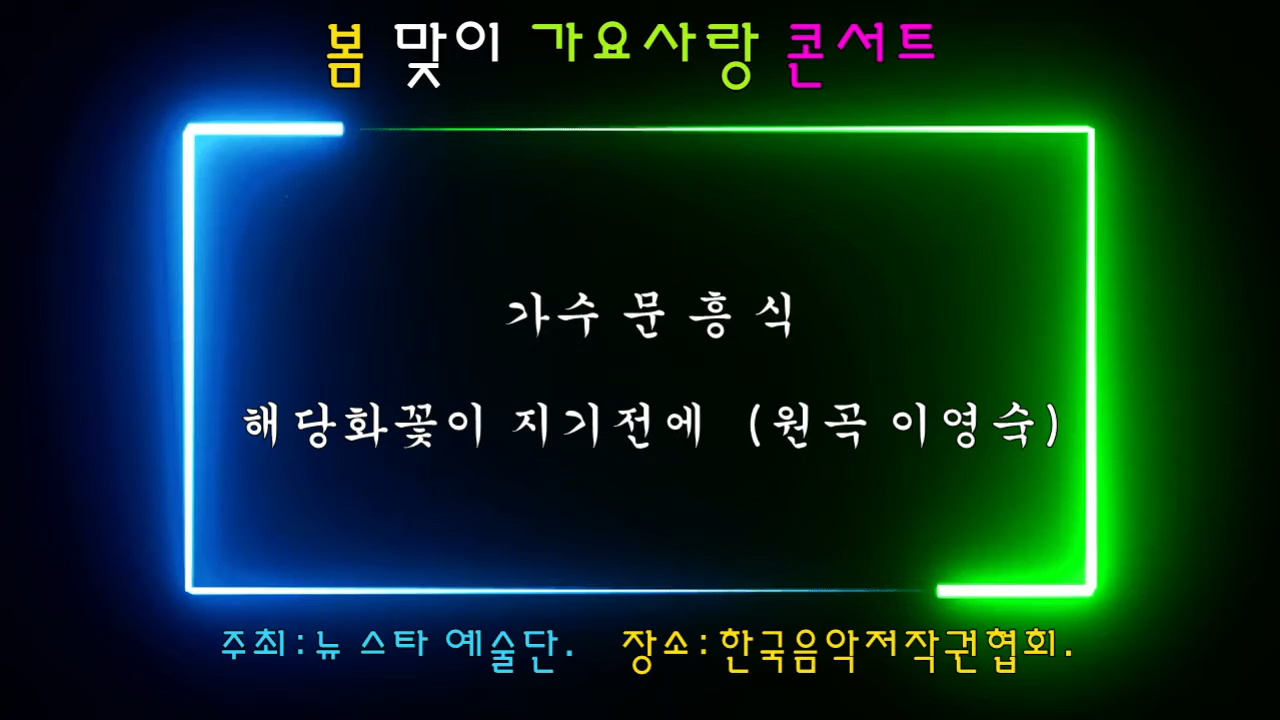 봄 맞이 가요사랑 콘서트
가수 문 흥 식
해당화꽃이 지기전에 (원곡 이영숙)
주최:뉴 스타 예술단. 장소:한국음악저작권협회.